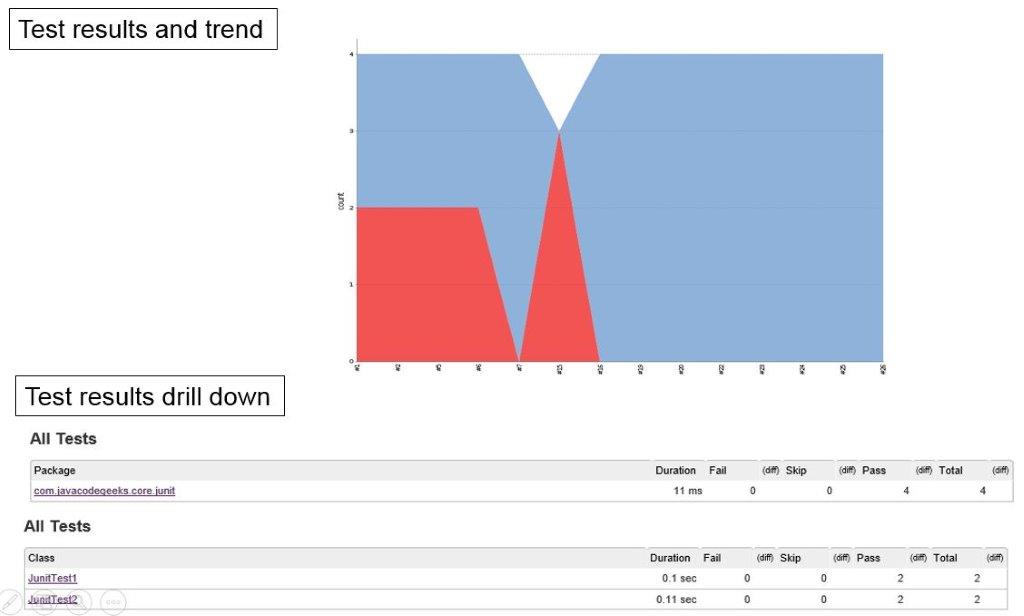 Test results and trend
4
3
count
2
1
0
#1 #2 #5 #6 #7 #15 #16 #19 #20 #22 #23 #24 #25 #26
Test results drill down
All Tests
Package Duration Fail (diff) Skip (diff) Pass (diff) Total (diff)
com.javacodegeeks.core.junit 11 ms 0 0 4 4
All Tests
Class Duration Fail (diff) Skip (diff) Pass (diff) Total (diff)
JunitTest1 0.1 sec 0 0 2 2
JunitTest2 0.11 sec 0 0 2 2